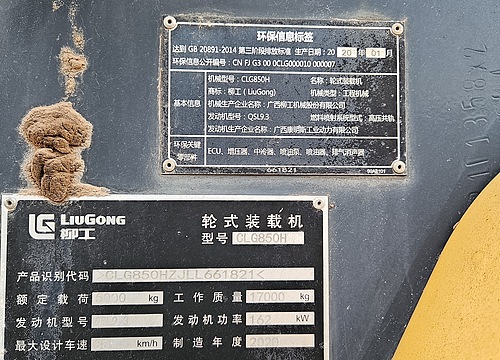 环保信息标签
达到 GB 20891-2014 第三阶段排放标准 生产日期: 20 20 年 01 月
环保信息公开编号: CN FJ G3 00 0CLG000010 000007
基本信息
机械型号: CLG850H 名称: 轮式装载机
商标: 柳工 (LiuGong) 机械类型: 工程机械
机械生产企业名称: 广西柳工机械股份有限公司
发动机型号: QSL9.3 燃料喷射系统型式: 高压共轨
发动机生产企业名称: 广西康明斯工业动力有限公司
环保关键零部件
ECU、增压器、中冷器、喷油泵、喷油器、排气消声器
661821
LG LIUGONG 柳工
轮式装载机
型号 CLG850H
产品识别代码 CLG850HZJLL661821<
额定载荷 5000 kg 工作质量 17000 kg
发动机型号 发动机功率 162 kW
最大设计车速 km/h 制造年度 2020